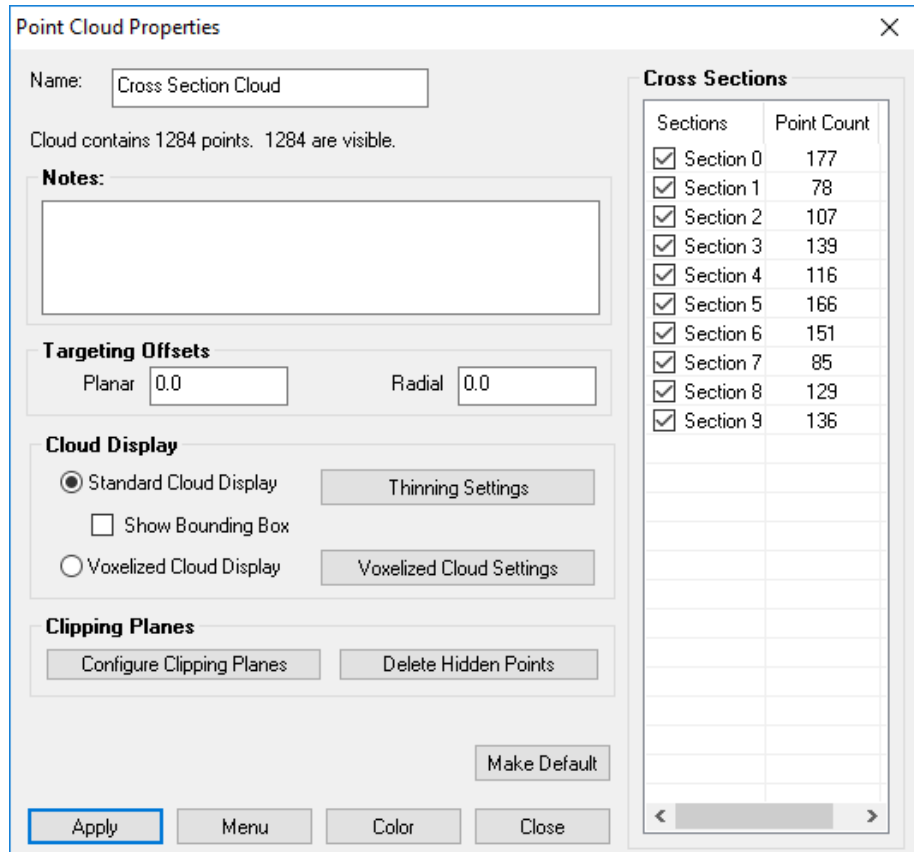 Point Cloud Properties
Name: Cross Section Cloud
Cloud contains 1284 points.  1284 are visible.
Notes:
Targeting Offsets
Planar 0.0 Radial 0.0
Cloud Display
Standard Cloud Display Thinning Settings
Show Bounding Box
Voxelized Cloud Display Voxelized Cloud Settings
Clipping Planes
Configure Clipping Planes Delete Hidden Points
Make Default
Apply Menu Color Close
Cross Sections
Sections Point Count
Section 0 177
Section 1 78
Section 2 107
Section 3 139
Section 4 116
Section 5 166
Section 6 151
Section 7 85
Section 8 129
Section 9 136